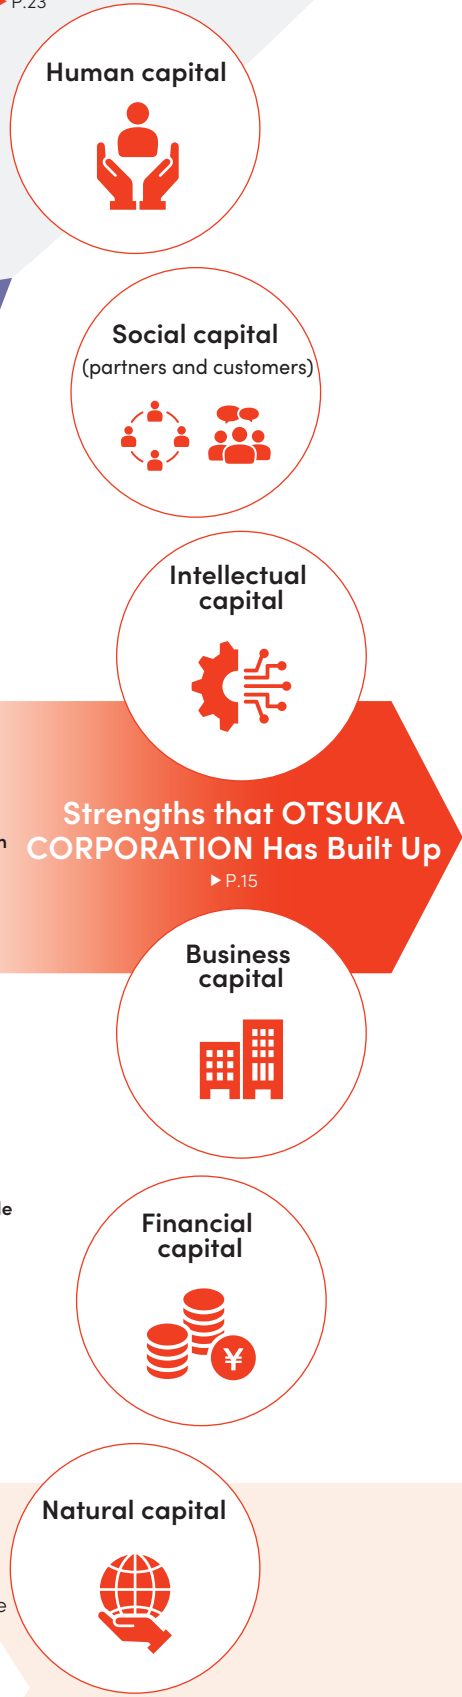 ▶ P.23
Human capital
Social capital
(partners and customers)
Intellectual
capital
Strengths that OTSUKA
CORPORATION Has Built Up
▶ P.15
Business
capital
Financial
capital
¥
Natural capital